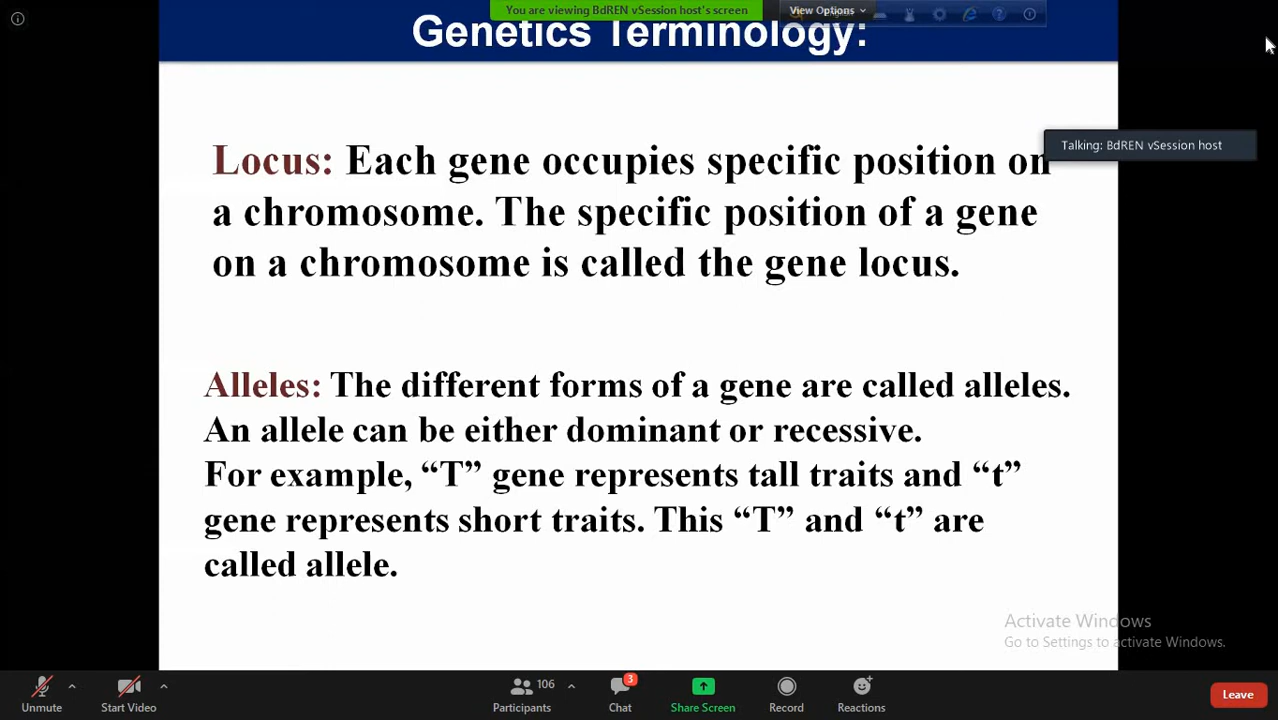 You are viewing BdREN vSession host's screen
View Options
Genetics Terminology:
Talking: BdREN vSession host
Locus: Each gene occupies specific position on
a chromosome. The specific position of a gene
on a chromosome is called the gene locus.
Alleles: The different forms of a gene are called alleles.
An allele can be either dominant or recessive.
For example, “T” gene represents tall traits and “t”
gene represents short traits. This “T” and “t” are
called allele.
Activate Windows
Go to Settings to activate Windows.
Unmute
Start Video
106
Participants
3
Chat
Share Screen
Record
Reactions
Leave